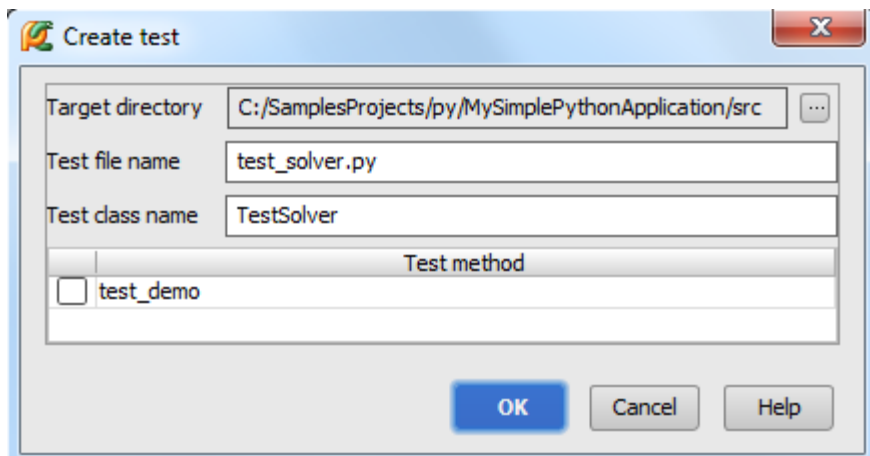 Create test
Target directory C:/SamplesProjects/py/MySimplePythonApplication/src ...
Test file name test_solver.py
Test class name TestSolver
Test method
test_demo
OK Cancel Help